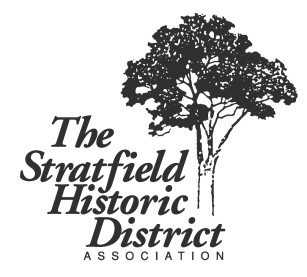 The
Stratfield
Historic
District
ASSOCIATION